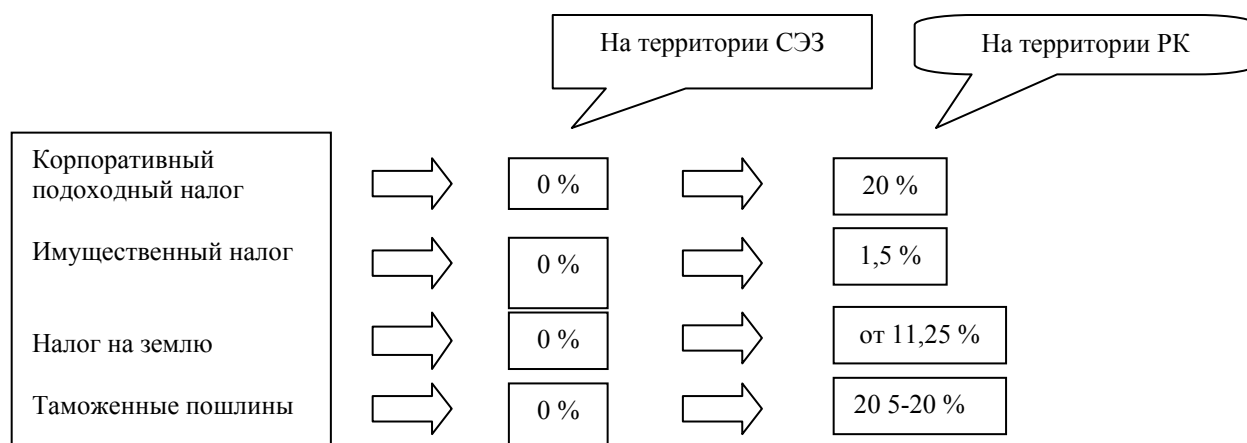 На территории СЭЗ
На территории РК
Корпоративный
подоходный налог
0 %
20 %
Имущественный налог
0 %
1,5 %
Налог на землю
0 %
от 11,25 %
Таможенные пошлины
0 %
20 5-20 %